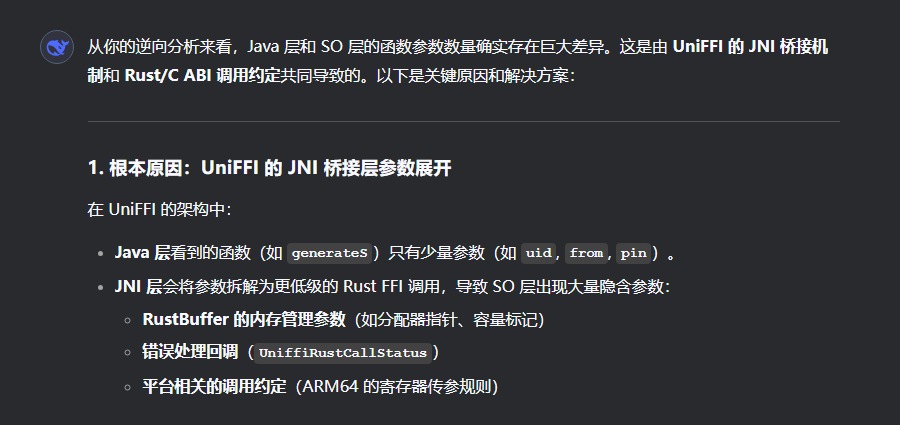 从你的逆向分析来看，Java 层和 SO 层的函数参数数量确实存在巨大差异。这是由 UniFFI 的 JNI 桥接机
制和 Rust/C ABI 调用约定共同导致的。以下是关键原因和解决方案：
1. 根本原因：UniFFI 的 JNI 桥接层参数展开
在 UniFFI 的架构中：
Java 层看到的函数（如 generateS）只有少量参数（如 uid, from, pin）。
JNI 层会将参数拆解为更低级的 Rust FFI 调用，导致 SO 层出现大量隐含参数：
RustBuffer 的内存管理参数（如分配器指针、容量标记）
错误处理回调（UniffiRustCallStatus）
平台相关的调用约定（ARM64 的寄存器传参规则）